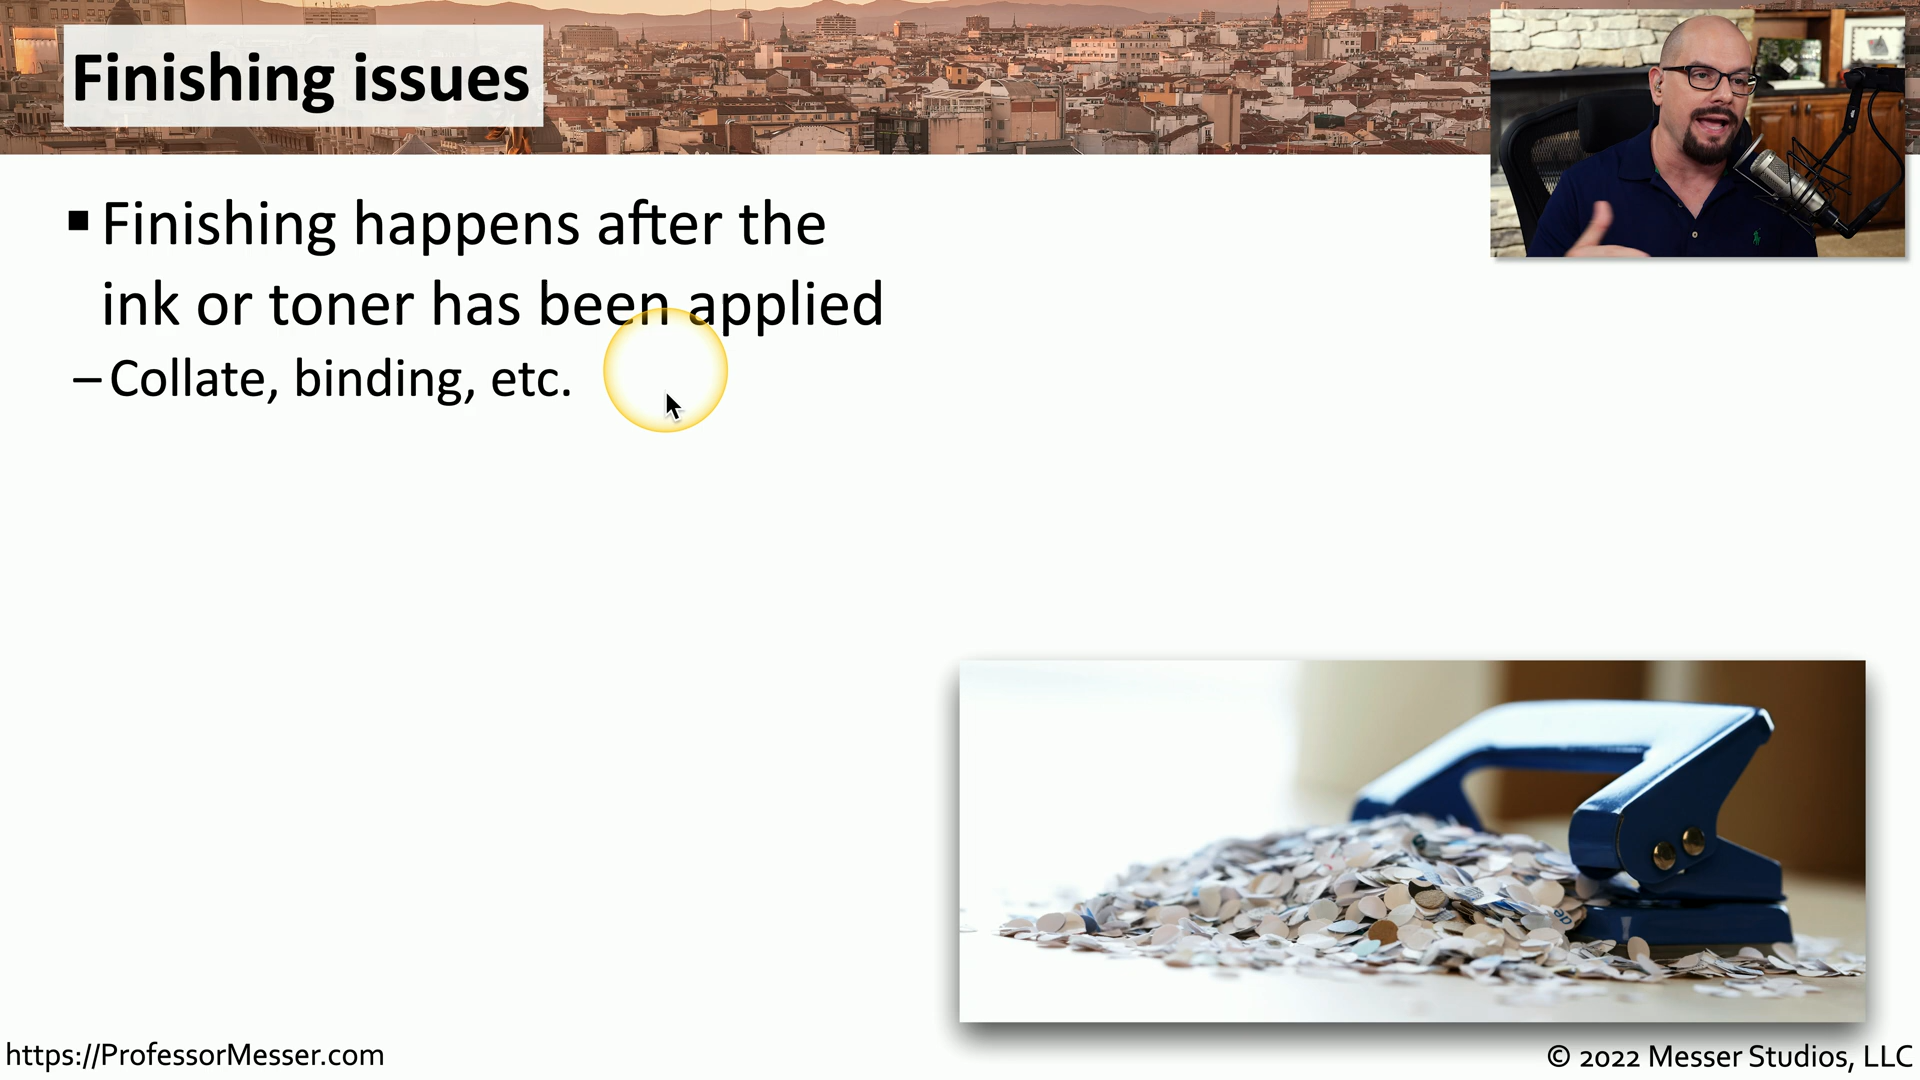 Finishing issues
■ Finishing happens after the
ink or toner has been applied
– Collate, binding, etc.
https://ProfessorMesser.com
© 2022 Messer Studios, LLC